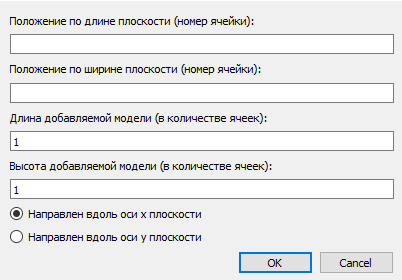 Положение по длине плоскости (номер ячейки):
Положение по ширине плоскости (номер ячейки):
Длина добавляемой модели (в количестве ячеек):
1
Высота добавляемой модели (в количестве ячеек):
1
Направлен вдоль оси x плоскости
Направлен вдоль оси y плоскости
OK Cancel